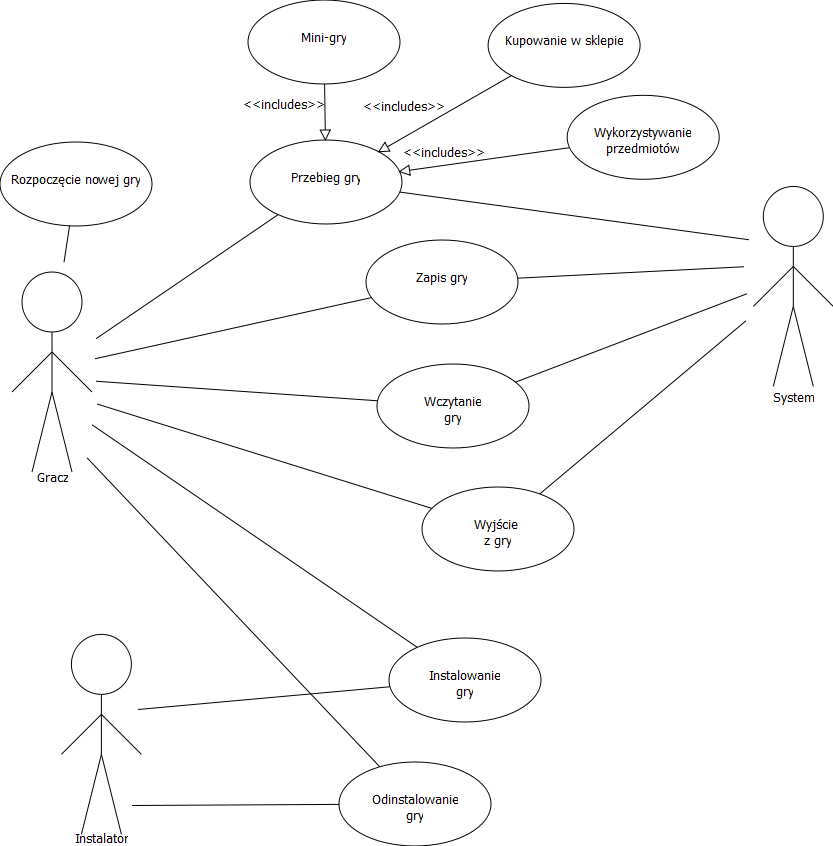 Mini-gry
Kupowanie w sklepie
<<includes>>
<<includes>>
Wykorzystywanie
przedmiotów
<<includes>>
Rozpoczęcie nowej gry
Przebieg gry
Zapis gry
System
Wczytanie
gry
Gracz
Wyjście
z gry
Instalowanie
gry
Odinstalowanie
gry
Instalator